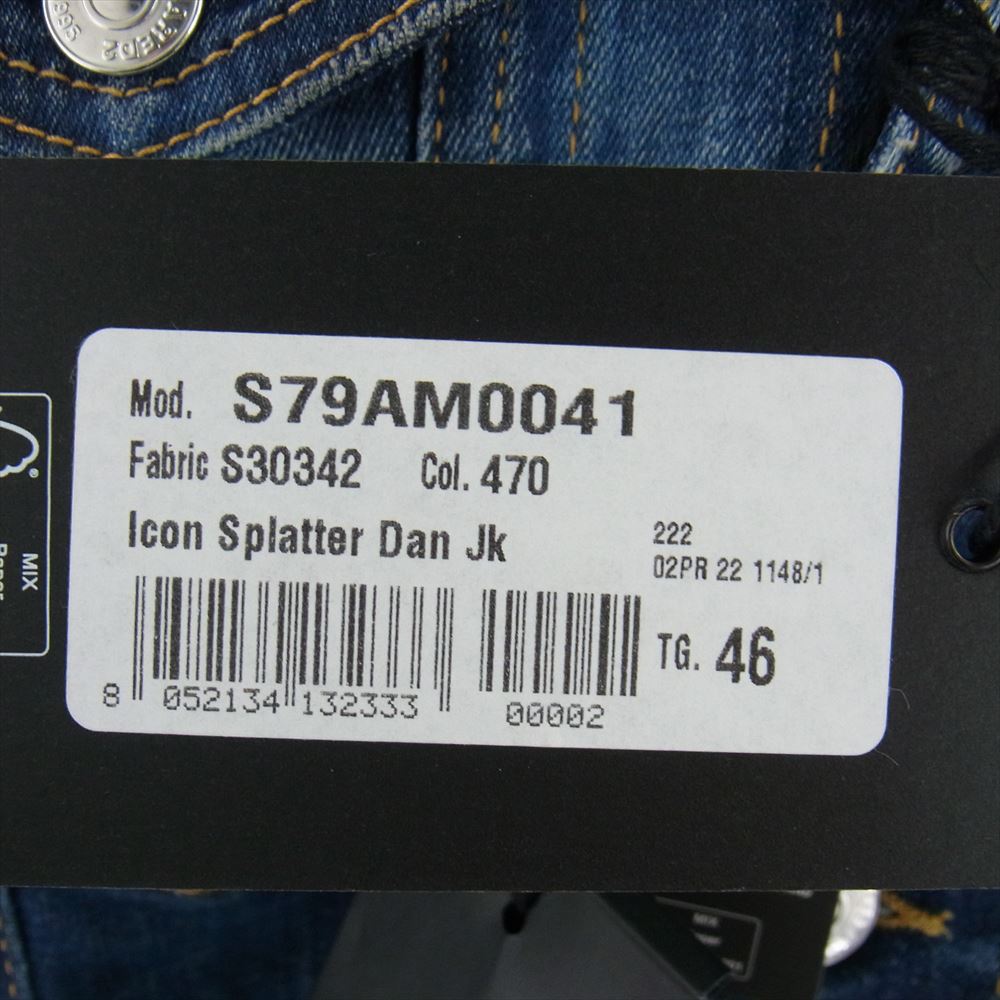 Mod. S79AM0041
Fabric S30342 Col. 470
Icon Splatter Dan Jk
222
02PR 22 1148/1
TG. 46
8 052134 132333
00002
MIX
MIX